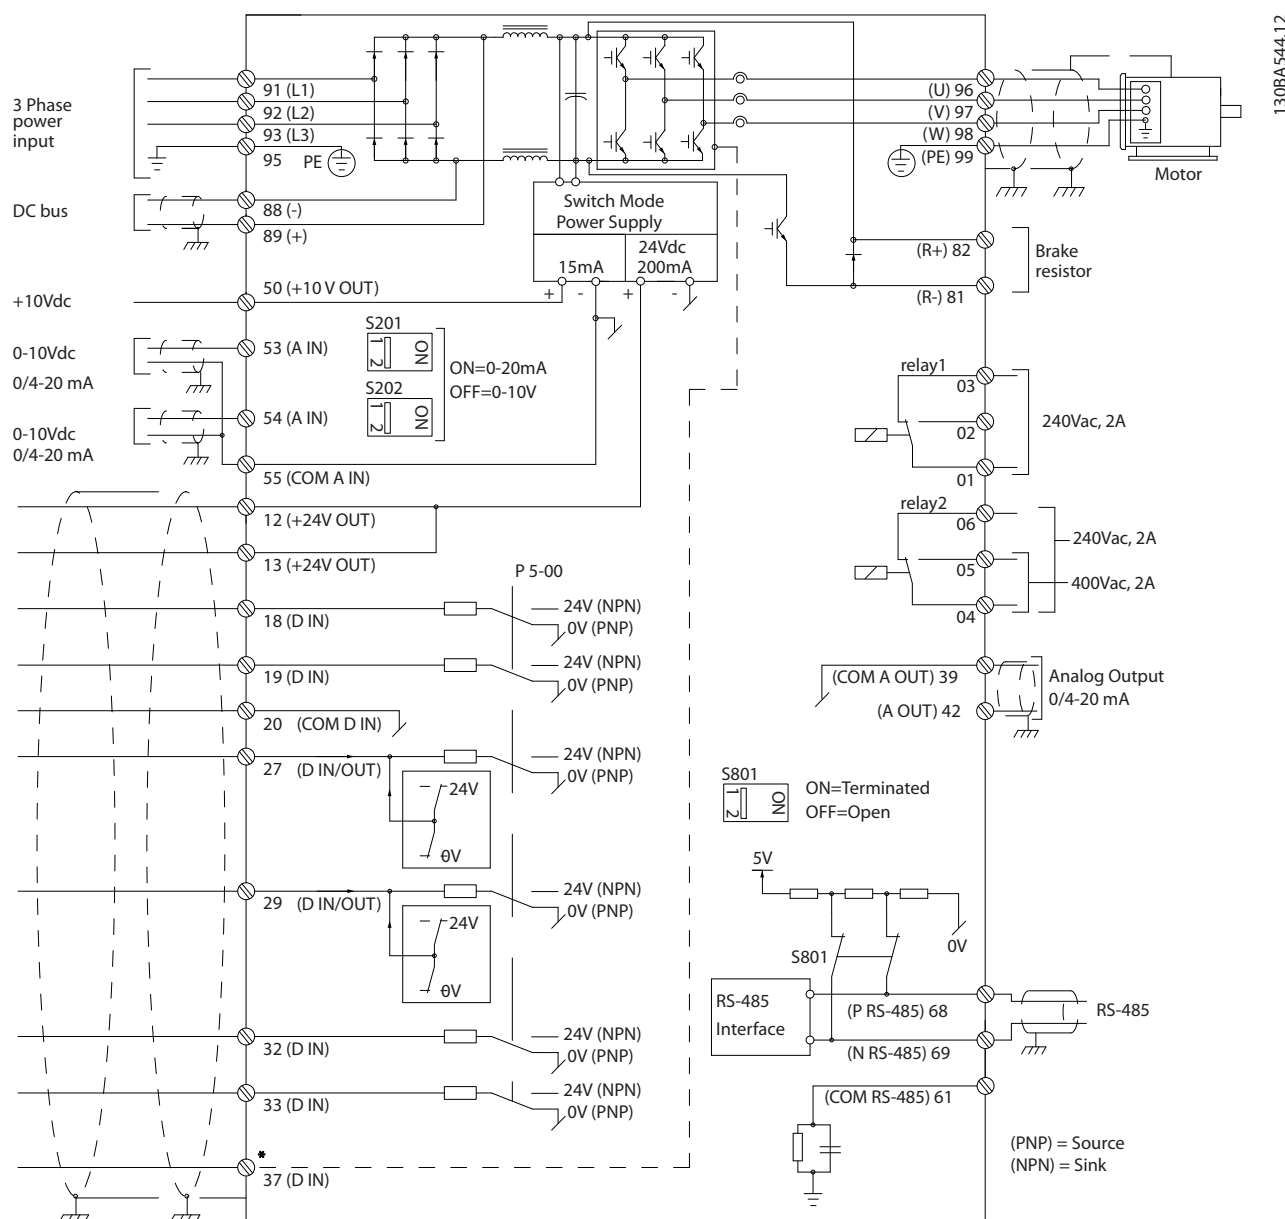 130BA544.12
3 Phase
power
input
91 (L1)
92 (L2)
93 (L3)
95
PE
(U) 96
(V) 97
(W) 98
(PE) 99
Motor
DC bus
88 (-)
89 (+)
Switch Mode
Power Supply
15mA
24Vdc
200mA
+ - + -
(R+) 82
(R-) 81
Brake
resistor
+10Vdc
50 (+10 V OUT)
0-10Vdc
0/4-20 mA
53 (A IN)
S201
1 2
ON
S202
1 2
ON
ON=0-20mA
OFF=0-10V
0-10Vdc
0/4-20 mA
54 (A IN)
55 (COM A IN)
12 (+24V OUT)
13 (+24V OUT)
relay1
03
02
01
240Vac, 2A
relay2
06
05
04
240Vac, 2A
400Vac, 2A
P 5-00
18 (D IN)
24V (NPN)
0V (PNP)
19 (D IN)
24V (NPN)
0V (PNP)
20 (COM D IN)
27 (D IN/OUT)
24V (NPN)
0V (PNP)
24V
0V
29 (D IN/OUT)
24V (NPN)
0V (PNP)
24V
0V
32 (D IN)
24V (NPN)
0V (PNP)
33 (D IN)
24V (NPN)
0V (PNP)
*
37 (D IN)
(COM A OUT) 39
(A OUT) 42
Analog Output
0/4-20 mA
S801
1 2
ON
ON=Terminated
OFF=Open
5V
S801
0V
RS-485
Interface
(P RS-485) 68
(N RS-485) 69
RS-485
(COM RS-485) 61
(PNP) = Source
(NPN) = Sink